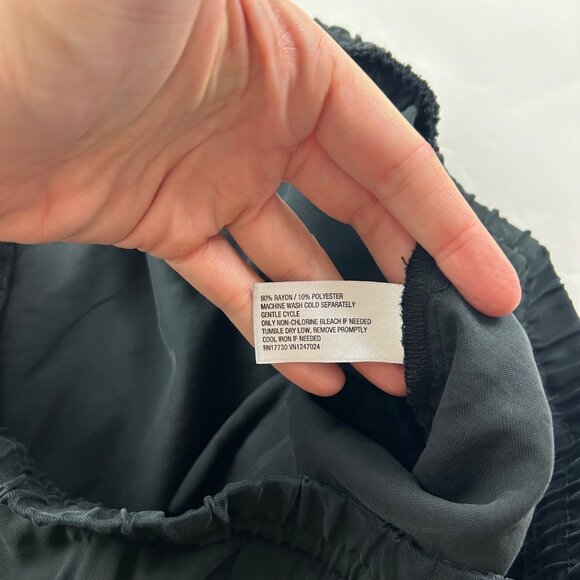 90% RAYON / 10% POLYESTER
MACHINE WASH COLD SEPARATELY
GENTLE CYCLE
ONLY NON-CHLORINE BLEACH IF NEEDED
TUMBLE DRY LOW, REMOVE PROMPTLY
COOL IRON IF NEEDED
RN17730 VN1247024